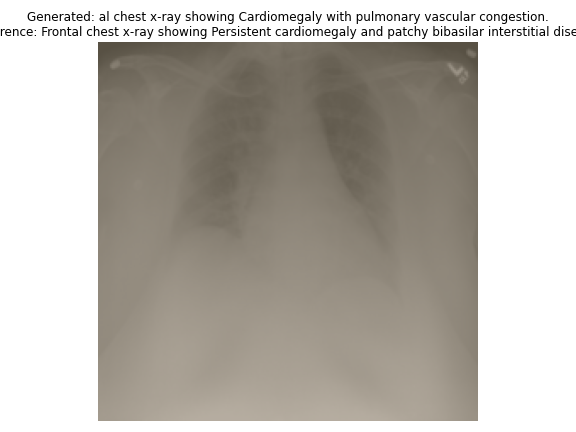 Generated: al chest x-ray showing Cardiomegaly with pulmonary vascular congestion.
rence: Frontal chest x-ray showing Persistent cardiomegaly and patchy bibasilar interstitial dise